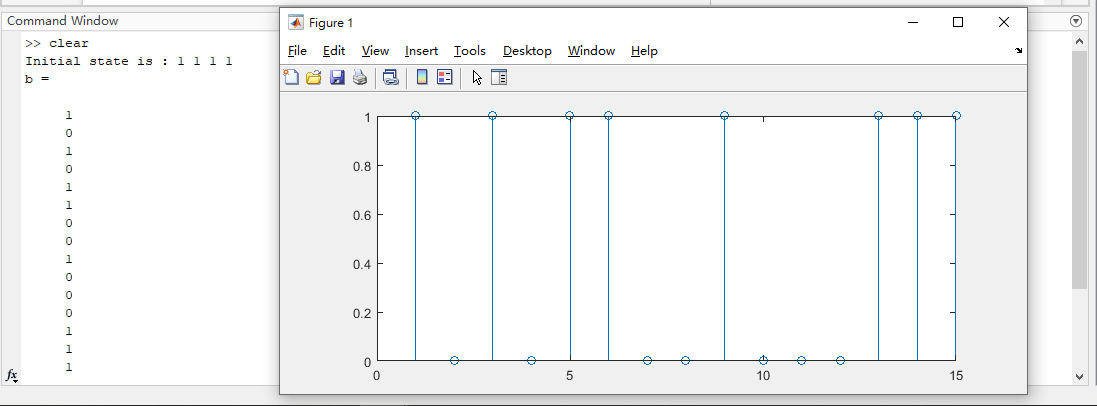 Command Window
>> clear
Initial state is : 1 1 1 1
b =
1
0
1
0
1
1
0
0
1
0
0
0
1
1
1
fx
Figure 1
File Edit View Insert Tools Desktop Window Help
1
0.8
0.6
0.4
0.2
0
0 5 10 15